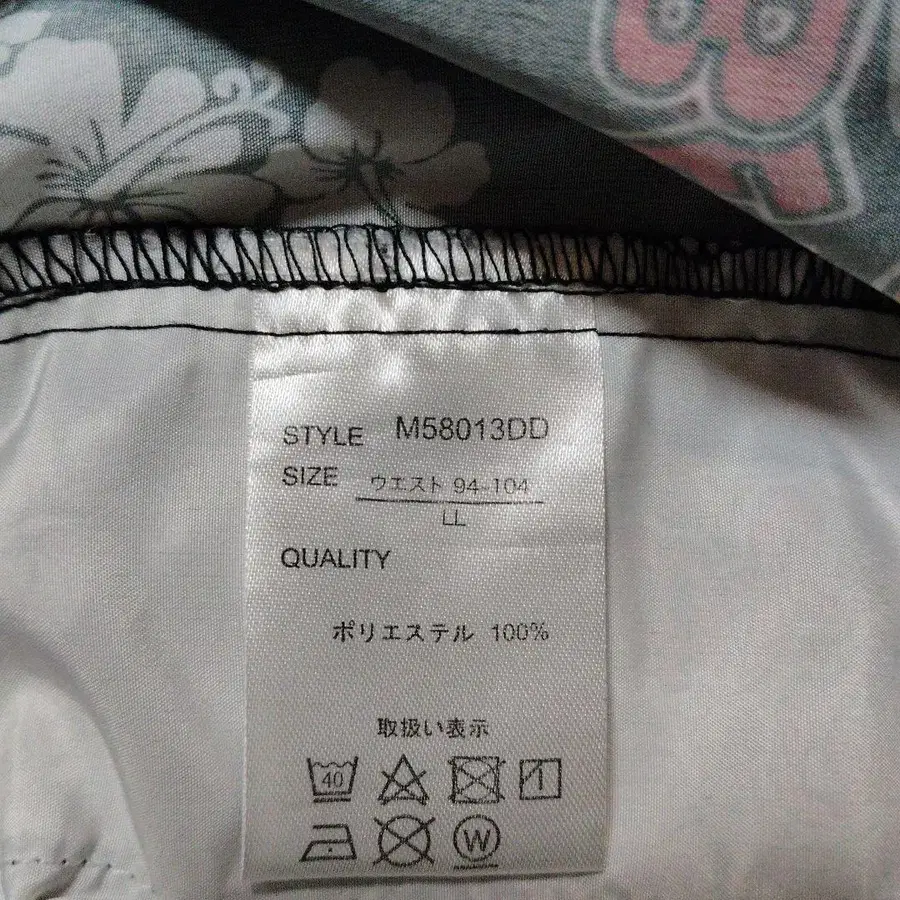 STYLE M58013DD
SIZE ウエスト 94-104
LL
QUALITY
ポリエステル 100%
取扱い表示
40
W